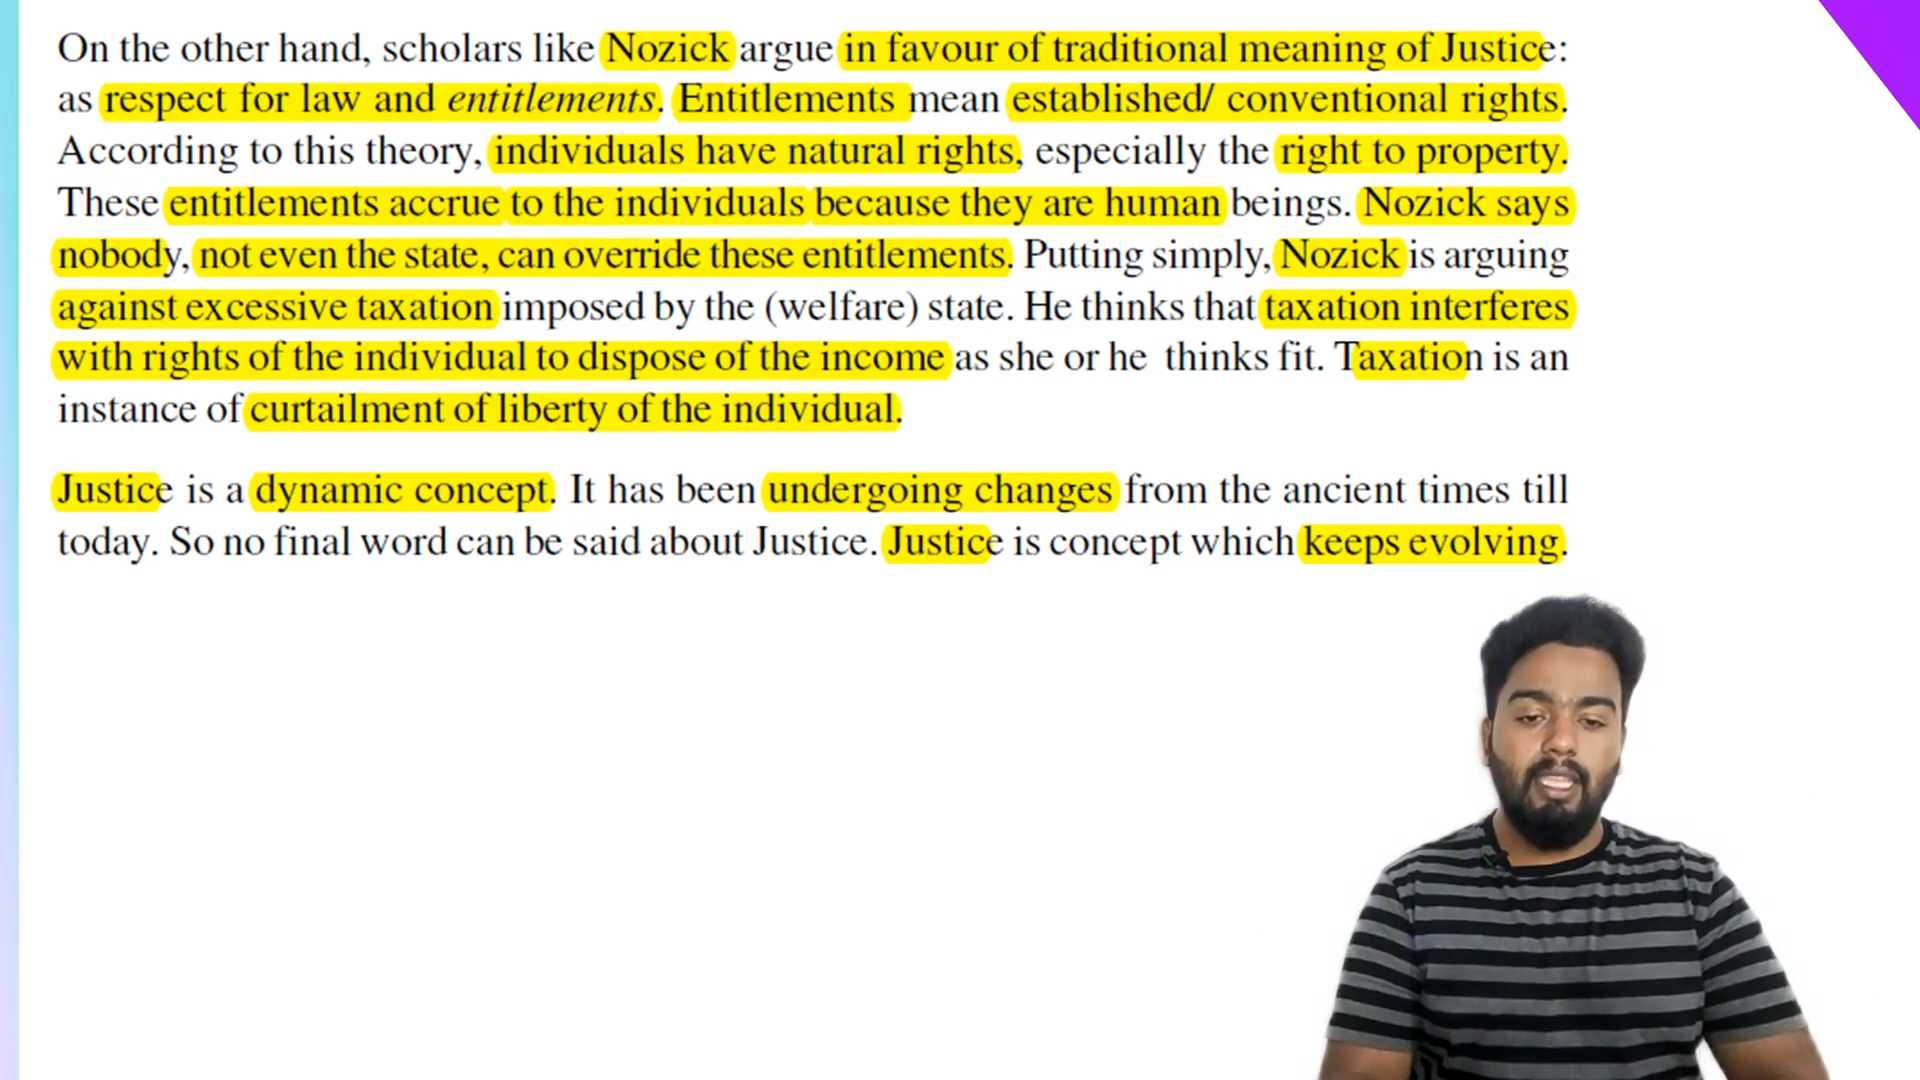 On the other hand, scholars like Nozick argue in favour of traditional meaning of Justice:
as respect for law and entitlements. Entitlements mean established/ conventional rights.
According to this theory, individuals have natural rights, especially the right to property.
These entitlements accrue to the individuals because they are human beings. Nozick says
nobody, not even the state, can override these entitlements. Putting simply, Nozick is arguing
against excessive taxation imposed by the (welfare) state. He thinks that taxation interferes
with rights of the individual to dispose of the income as she or he thinks fit. Taxation is an
instance of curtailment of liberty of the individual.
Justice is a dynamic concept. It has been undergoing changes from the ancient times till
today. So no final word can be said about Justice. Justice is concept which keeps evolving.